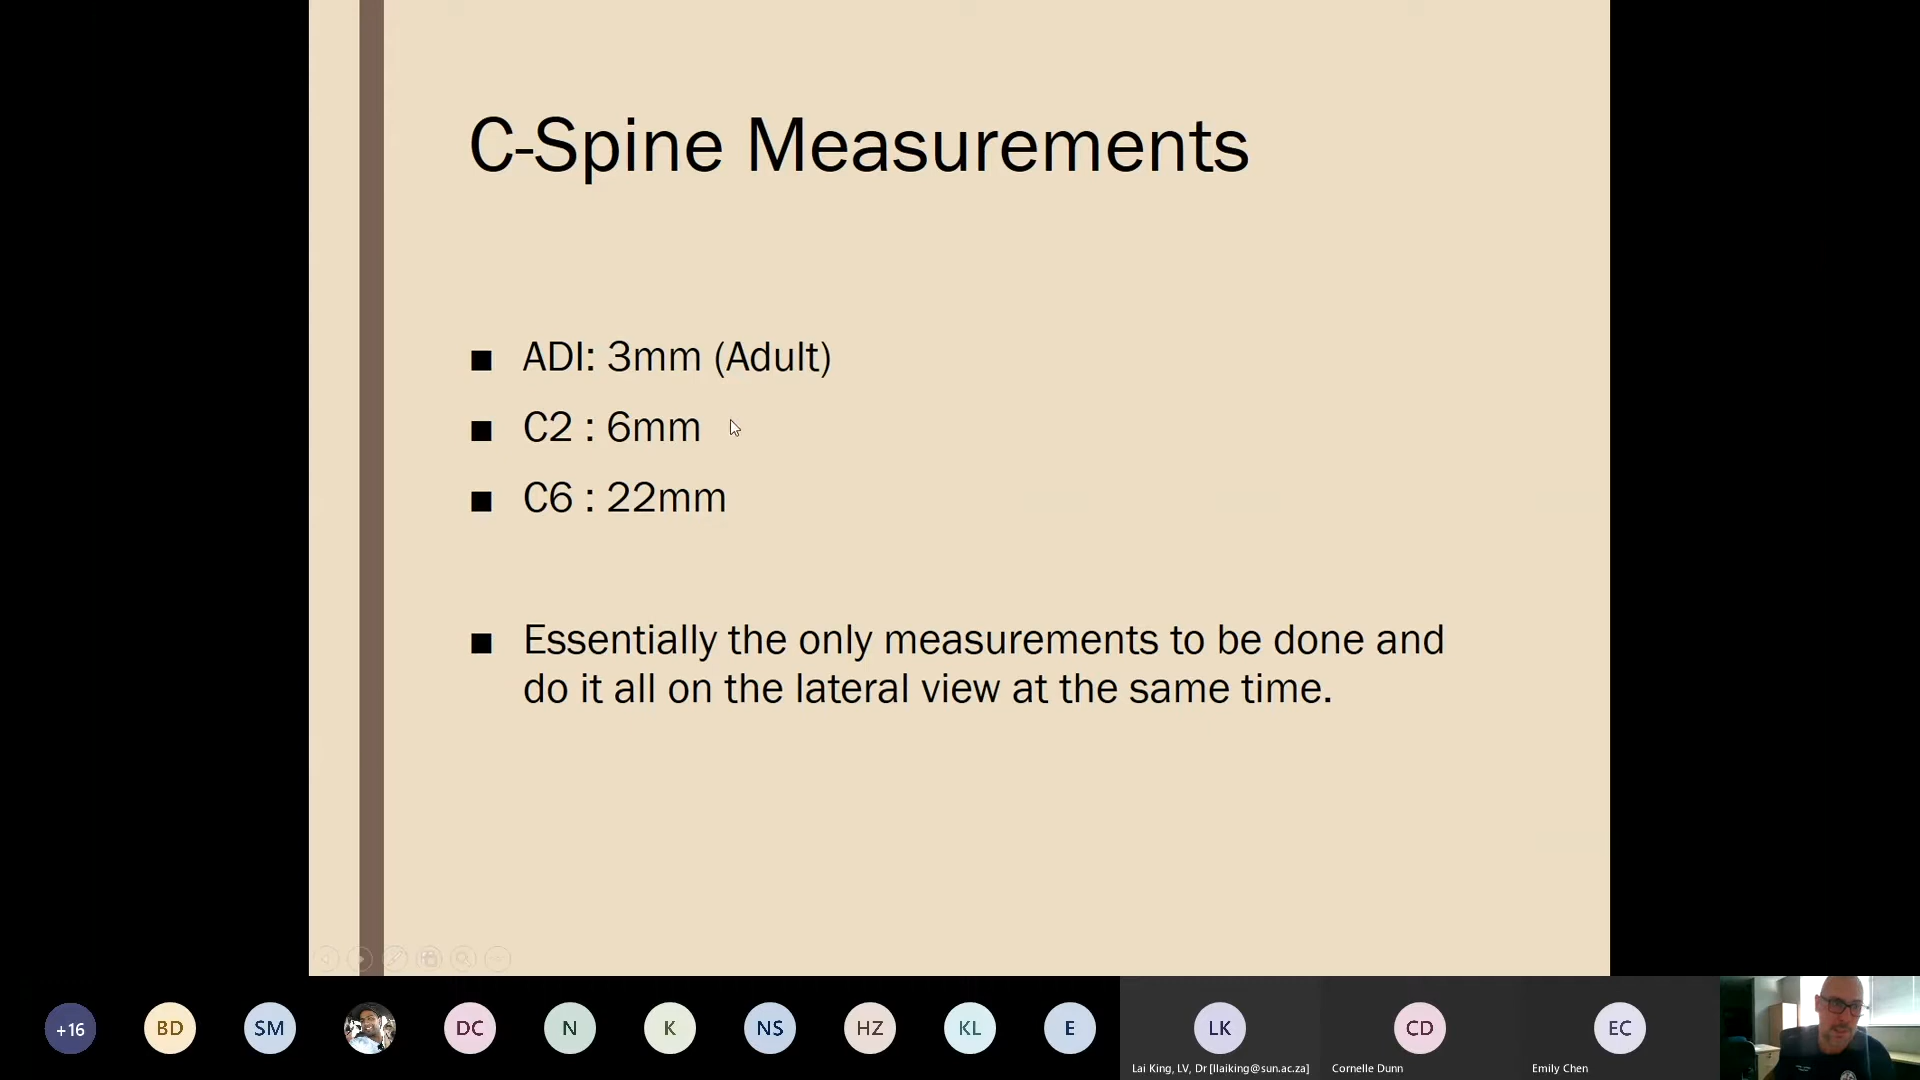 C-Spine Measurements
■ ADI: 3mm (Adult)
■ C2 : 6mm
■ C6 : 22mm
■ Essentially the only measurements to be done and
do it all on the lateral view at the same time.
+16
BD
SM
DC
N
K
NS
HZ
KL
E
LK
CD
EC
Lai King, LV, Dr [llaiking@sun.ac.za]
Cornelle Dunn
Emily Chen